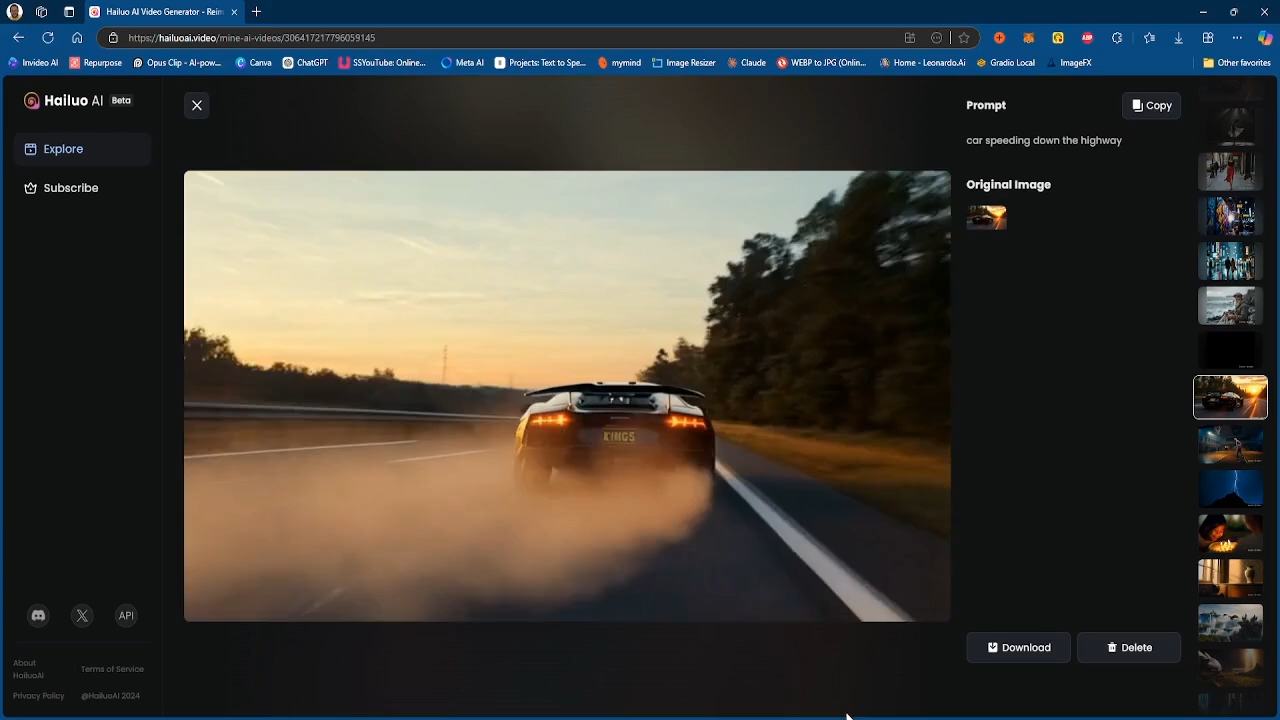 Hailuo AI Video Generator - Rein
https://hailuoai.video/mine-ai-videos/306417217796059145
ABP
Invideo AI
Repurpose
Opus Clip - AI-pow...
Canva
ChatGPT
SSYouTube: Online...
Meta AI
Projects: Text to Spe...
mymind
Image Resizer
Claude
WEBP to JPG (Onlin...
Home - Leonardo.Ai
Gradio Local
ImageFX
Other favorites
Hailuo AI
Beta
Explore
Subscribe
Prompt
Copy
car speeding down the highway
Original Image
KINGS
Download
Delete
API
About
HailuoAI
Terms of Service
Privacy Policy
@HailuoAI 2024